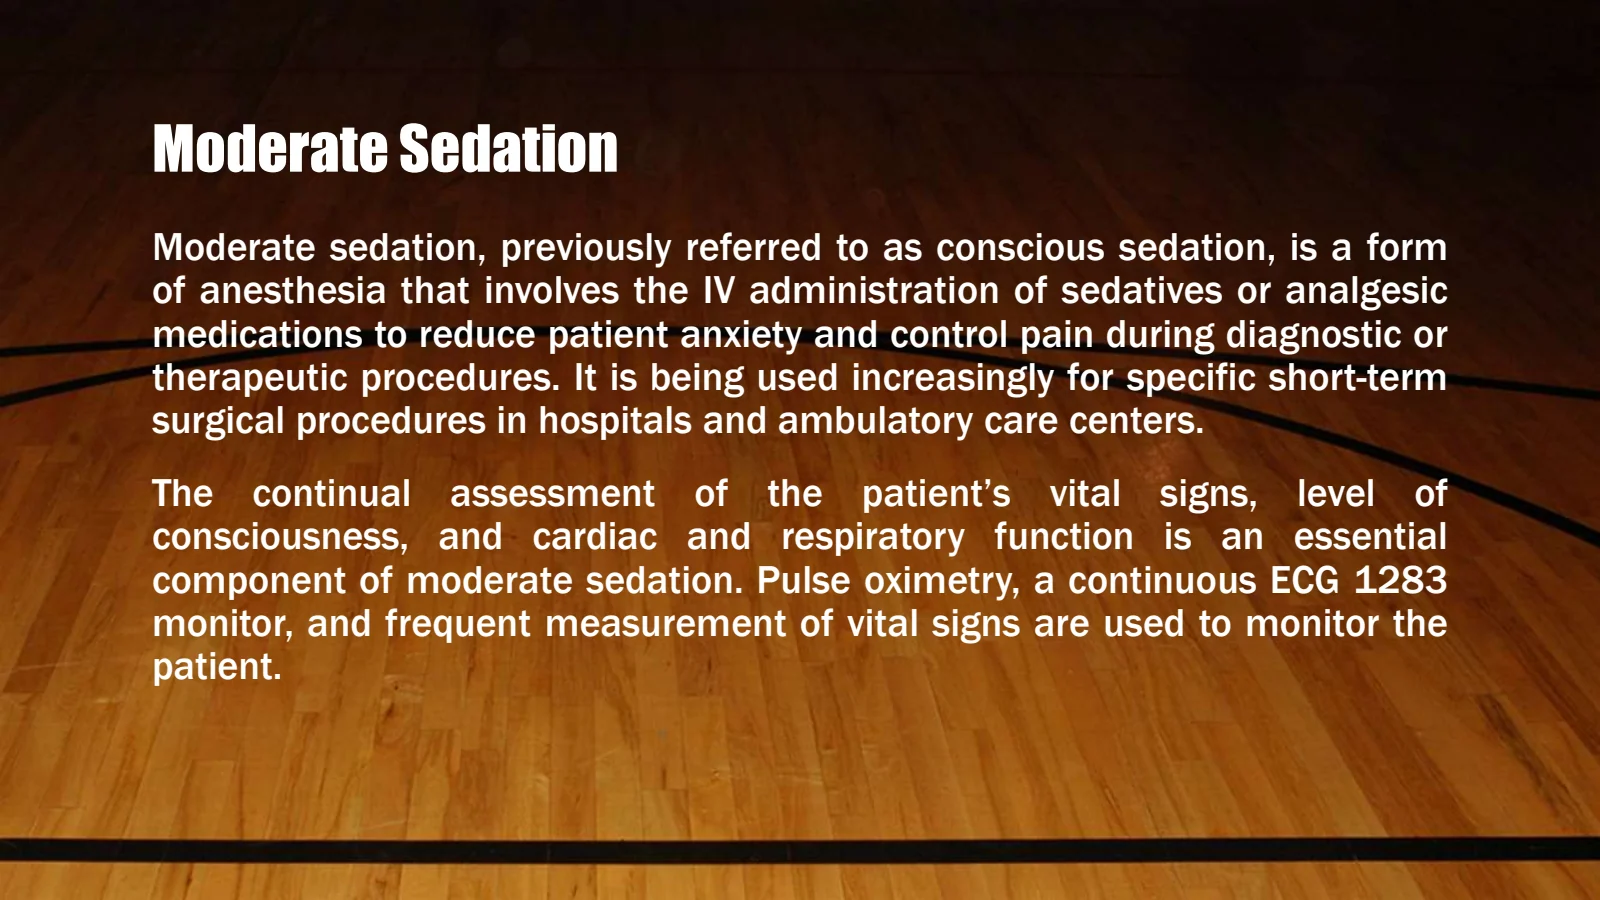 Moderate Sedation
Moderate sedation, previously referred to as conscious sedation, is a form
of anesthesia that involves the IV administration of sedatives or analgesic
medications to reduce patient anxiety and control pain during diagnostic or
therapeutic procedures. It is being used increasingly for specific short-term
surgical procedures in hospitals and ambulatory care centers.
The continual assessment of the patient’s vital signs, level of
consciousness, and cardiac and respiratory function is an essential
component of moderate sedation. Pulse oximetry, a continuous ECG 1283
monitor, and frequent measurement of vital signs are used to monitor the
patient.